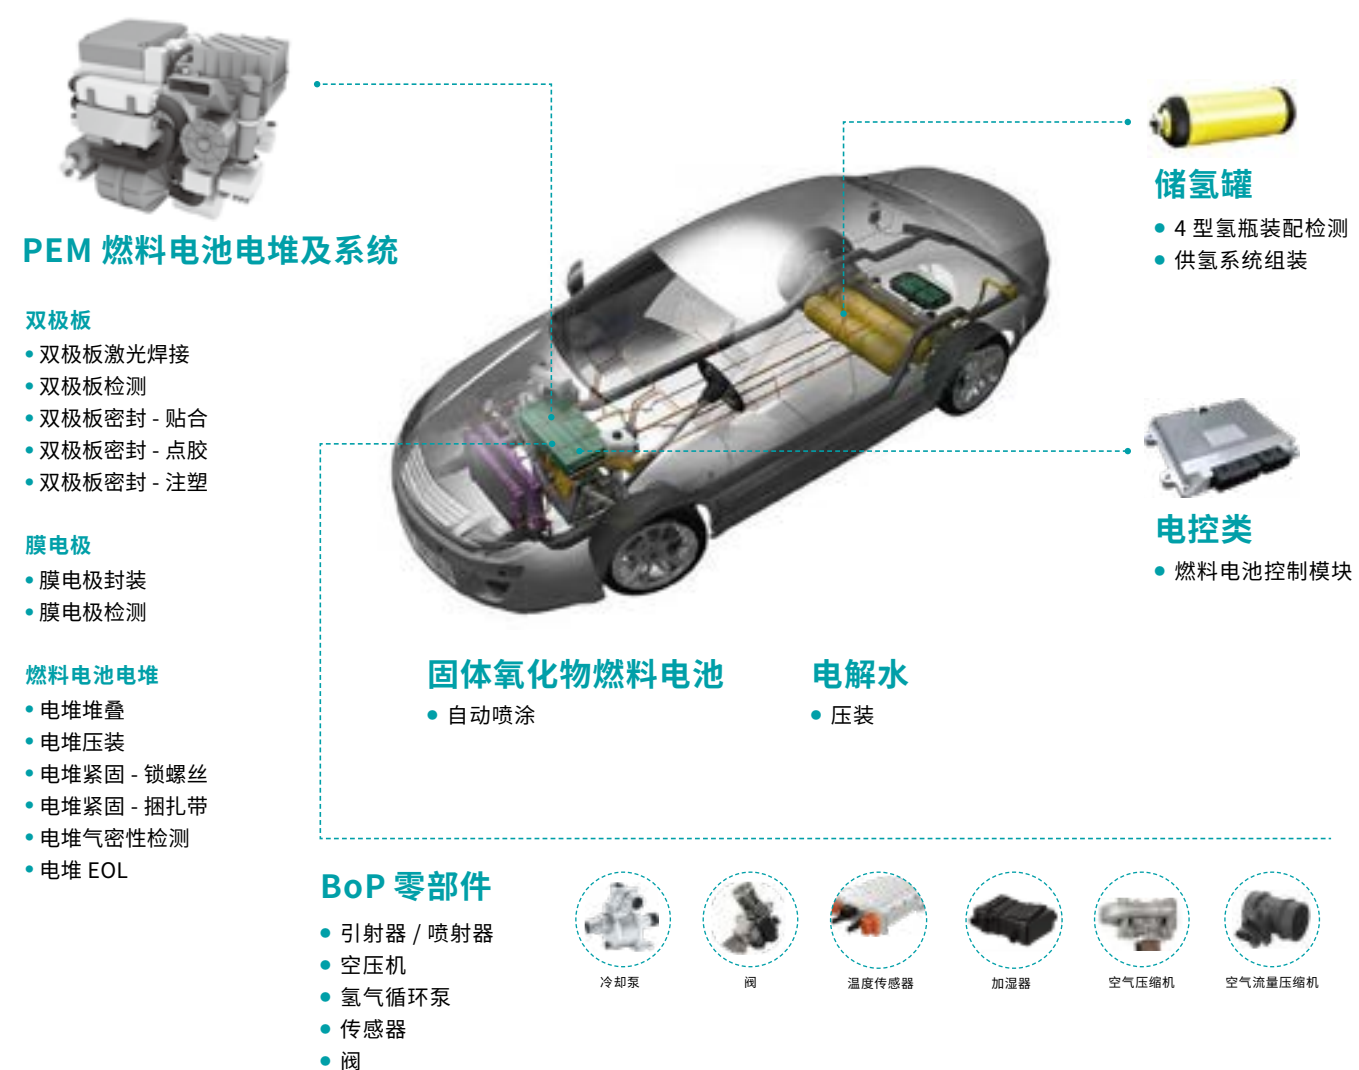 PEM 燃料电池电堆及系统
双极板
双极板激光焊接
双极板检测
双极板密封 - 贴合
双极板密封 - 点胶
双极板密封 - 注塑
膜电极
膜电极封装
膜电极检测
燃料电池电堆
电堆堆叠
电堆压装
电堆紧固 - 锁螺丝
电堆紧固 - 捆扎带
电堆气密性检测
电堆 EOL
储氢罐
4 型氢瓶装配检测
供氢系统组装
电控类
燃料电池控制模块
固体氧化物燃料电池
自动喷涂
电解水
压装
BoP 零部件
引射器 / 喷射器
空压机
氢气循环泵
传感器
阀
冷却泵
阀
温度传感器
加湿器
空气压缩机
空气流量压缩机